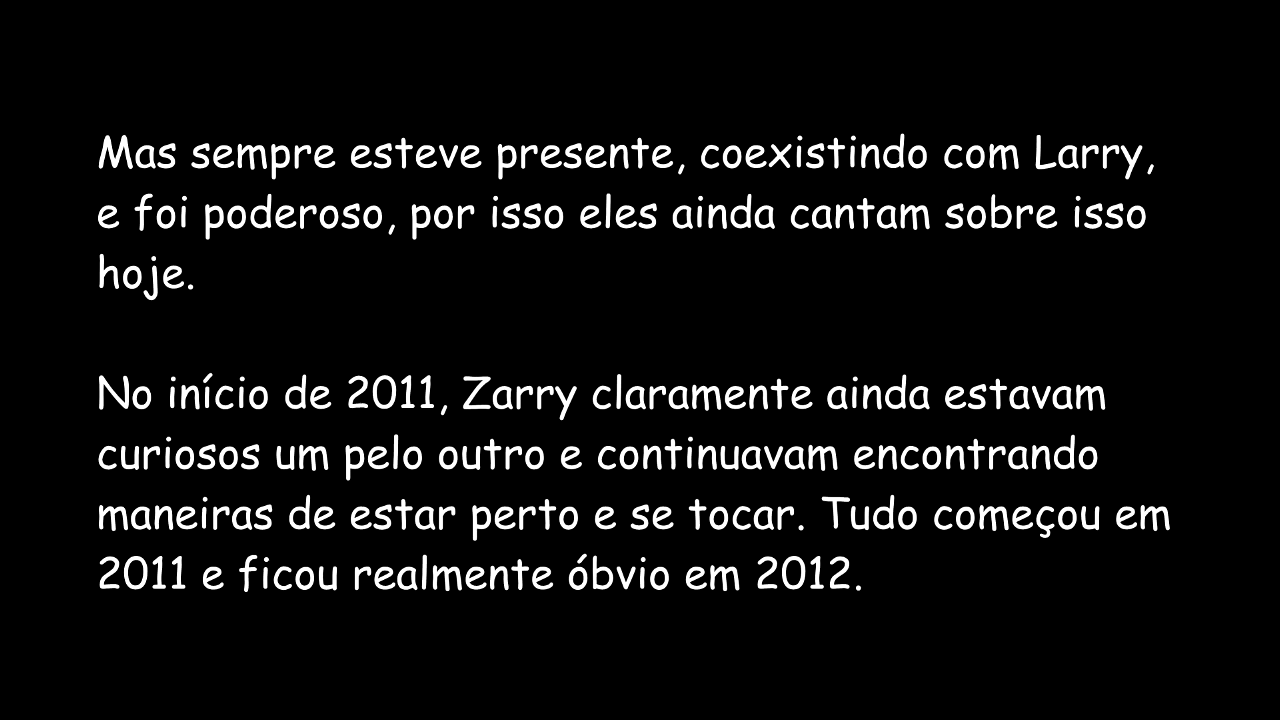 Mas sempre esteve presente, coexistindo com Larry,
e foi poderoso, por isso eles ainda cantam sobre isso
hoje.
No início de 2011, Zarry claramente ainda estavam
curiosos um pelo outro e continuavam encontrando
maneiras de estar perto e se tocar. Tudo começou em
2011 e ficou realmente óbvio em 2012.